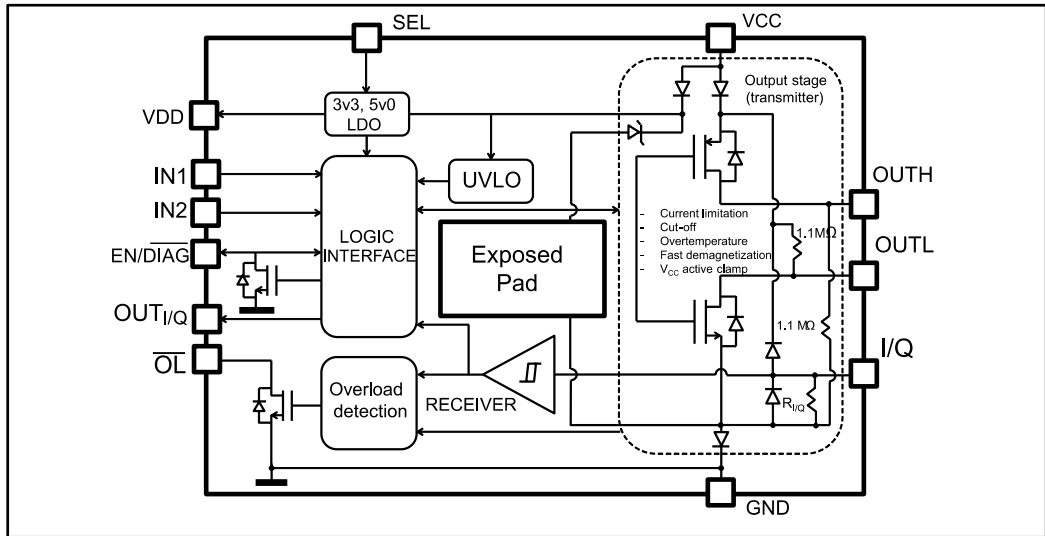 SEL
VCC
3v3, 5v0
LDO
Output stage
(transmitter)
VDD
IN1
UVLO
OUTH
IN2
- Current limitation
- Cut-off
- Overtemperature
- Fast demagnetization
- VCC active clamp
1.1MΩ
LOGIC
INTERFACE
Exposed
Pad
OUTL
EN/DIAG
OUTI/Q
1.1 MΩ
I/Q
OL
Overload
detection
RECEIVER
RI/Q
GND